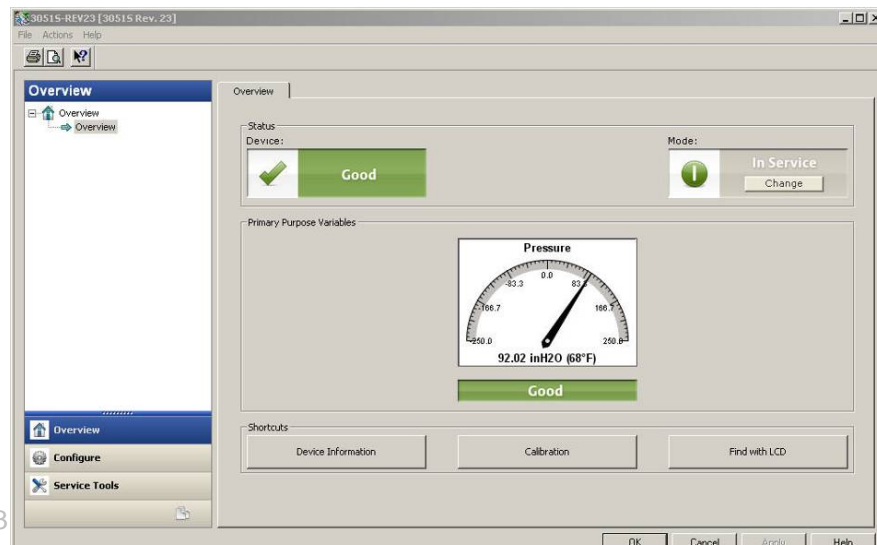 3051S-REV23 [3051S Rev. 23]
File Actions Help
Overview
Overview
Overview
Overview
Configure
Service Tools
Overview
Status
Device:
Good
Mode:
In Service
Change
Primary Purpose Variables
Pressure
0.0
-83.3
-166.7
166.7
-250.0
250.0
92.02 inH2O (68°F)
Good
Shortcuts
Device Information
Calibration
Find with LCD
3
OK Cancel Apply Help